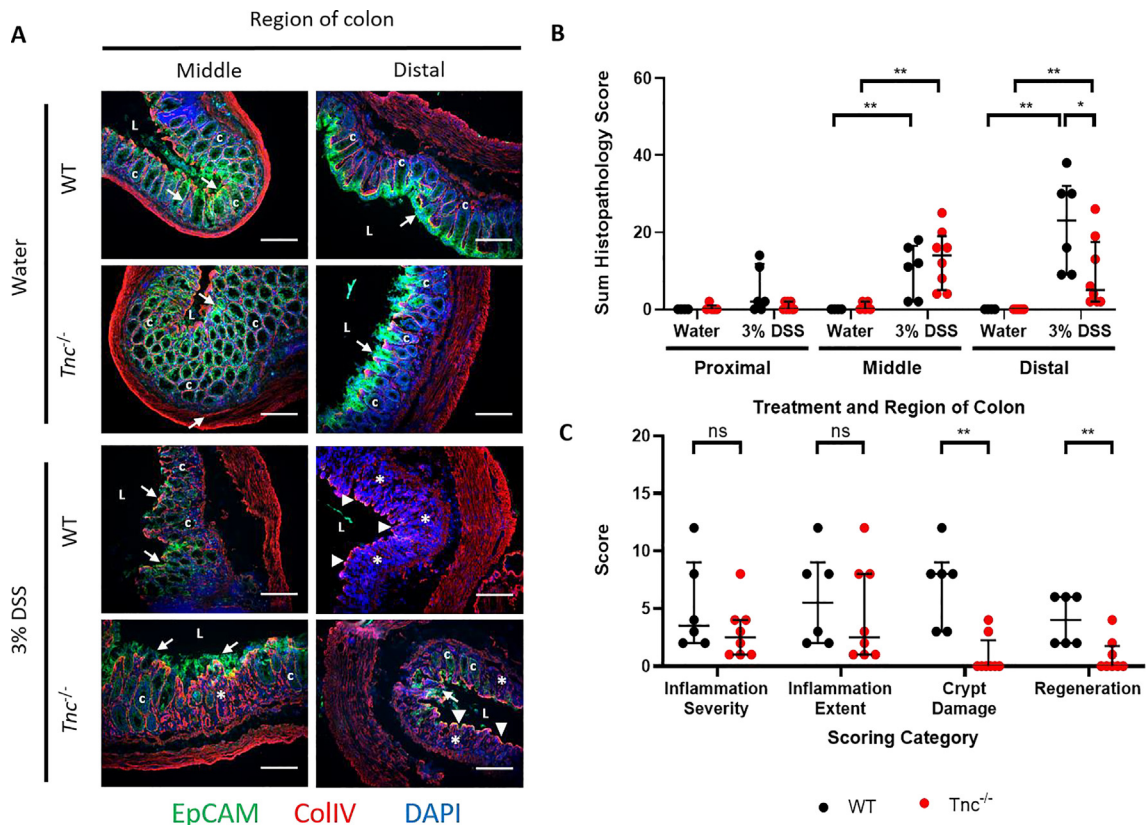 A
Region of colon
Middle
Distal
Water
WT
L
c
c
c
c
c
L
Tnc-/-
c
L
c
c
L
c
c
3% DSS
WT
c
L
c
*
*
L
*
Tnc-/-
L
c
*
c
c
c
*
L
*
EpCAM ColIV DAPI
B
Sum Histopathology Score
60
40
20
0
**
**
**
**
*
Water 3% DSS Water 3% DSS Water 3% DSS
Proximal Middle Distal
Treatment and Region of Colon
C
Score
20
15
10
5
0
ns ns ** **
Inflammation Severity
Inflammation Extent
Crypt Damage
Regeneration
Scoring Category
WT Tnc-/-